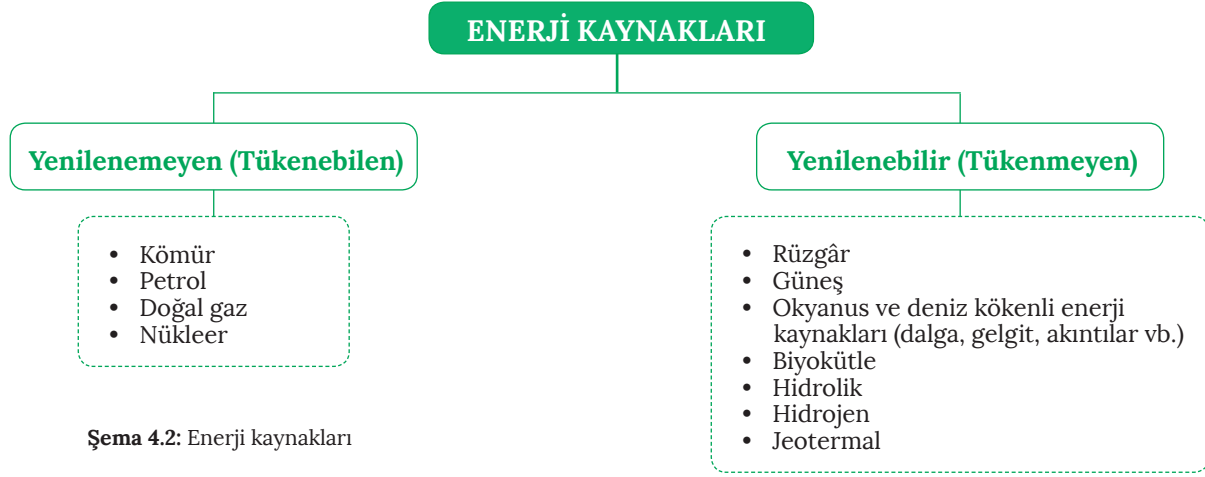 ENERJİ KAYNAKLARI
Yenilenemeyen (Tükenebilen)
• Kömür
• Petrol
• Doğal gaz
• Nükleer
Yenilenebilir (Tükenmeyen)
• Rüzgâr
• Güneş
• Okyanus ve deniz kökenli enerji
kaynakları (dalga, gelgit, akıntılar vb.)
• Biyokütle
• Hidrolik
• Hidrojen
• Jeotermal
Şema 4.2: Enerji kaynakları